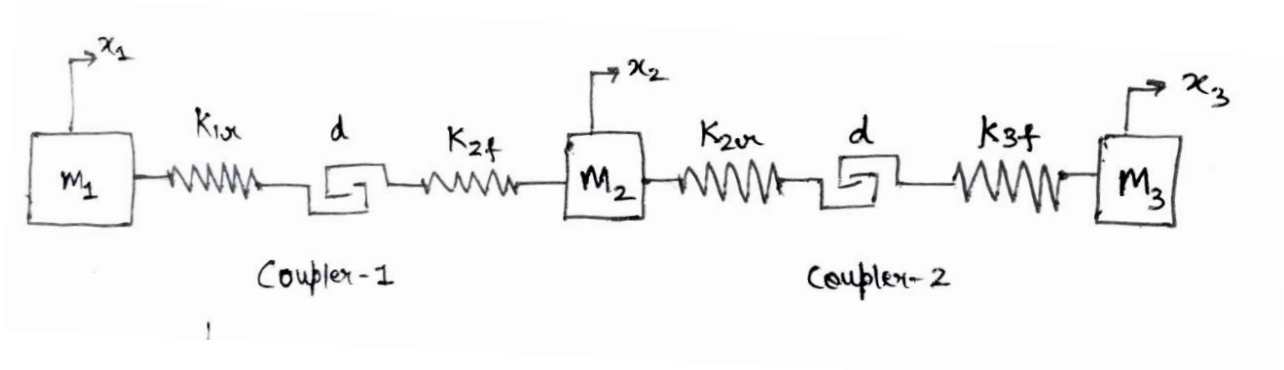 x1 x2 x3
K1r d K2f K2r d K3f
m1 M2 M3
Coupler-1 Coupler-2